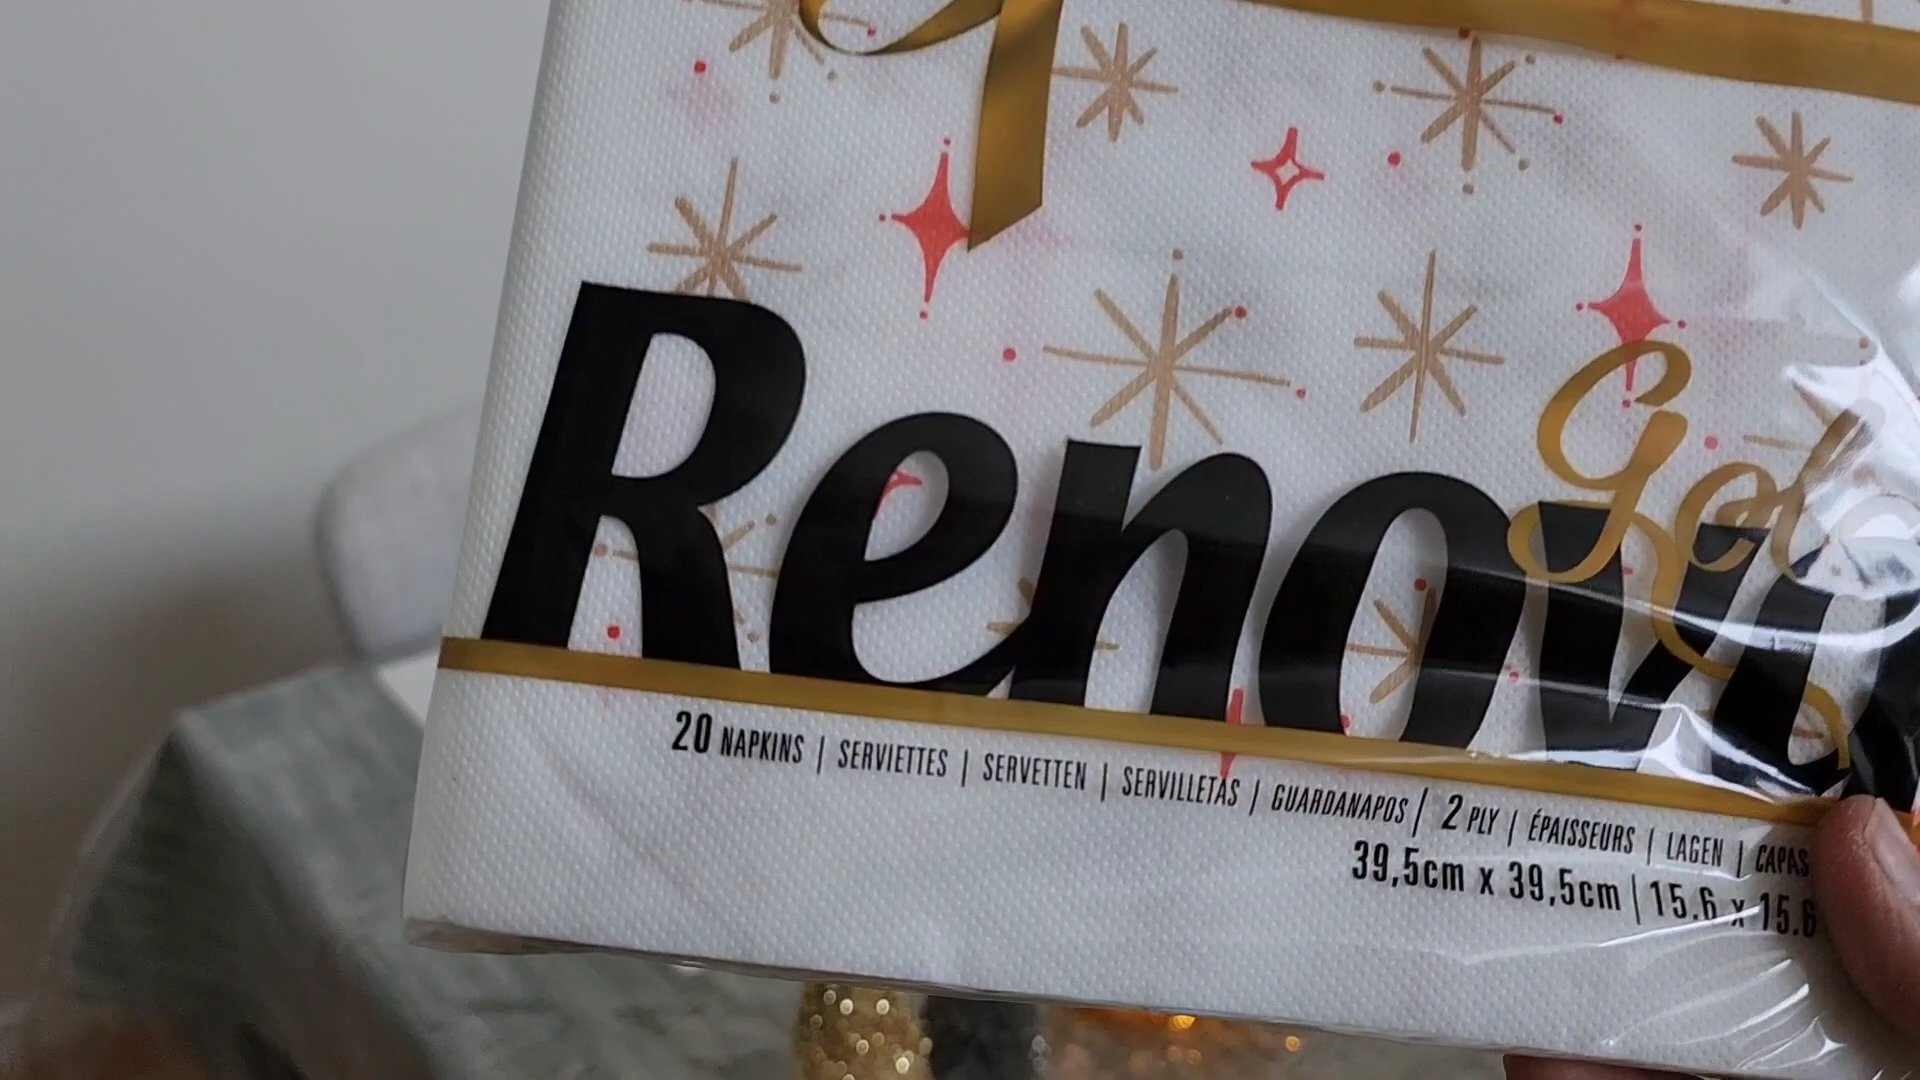 Renova
20 NAPKINS | SERVIETTES | SERVETTEN | SERVILLETAS | GUARDANAPOS | 2 PLY | ÉPAISSEURS | LAGEN | CAPAS
39,5cm x 39,5cm | 15.6 x 15.6